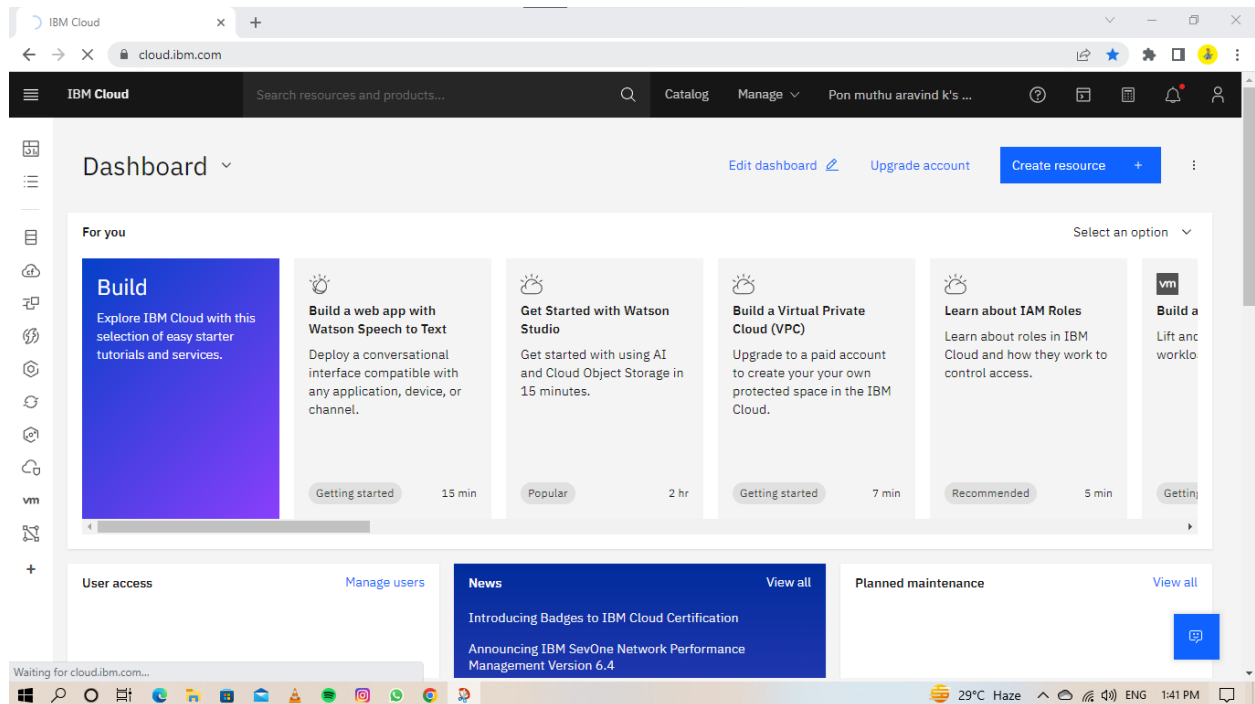 IBM Cloud
cloud.ibm.com
IBM Cloud Search resources and products... Catalog Manage Pon muthu aravind k's ...
Dashboard Edit dashboard Upgrade account Create resource +
For you Select an option
Build
Explore IBM Cloud with this
selection of easy starter
tutorials and services.
Build a web app with
Watson Speech to Text
Deploy a conversational
interface compatible with
any application, device, or
channel.
Getting started 15 min
Get Started with Watson
Studio
Get started with using AI
and Cloud Object Storage in
15 minutes.
Popular 2 hr
Build a Virtual Private
Cloud (VPC)
Upgrade to a paid account
to create your your own
protected space in the IBM
Cloud.
Getting started 7 min
Learn about IAM Roles
Learn about roles in IBM
Cloud and how they work to
control access.
Recommended 5 min
vm
Build a
Lift and
worklo
Getting
vm
User access Manage users
News View all
Introducing Badges to IBM Cloud Certification
Announcing IBM SevOne Network Performance
Management Version 6.4
Planned maintenance View all
Waiting for cloud.ibm.com...
29°C Haze ENG 1:41 PM